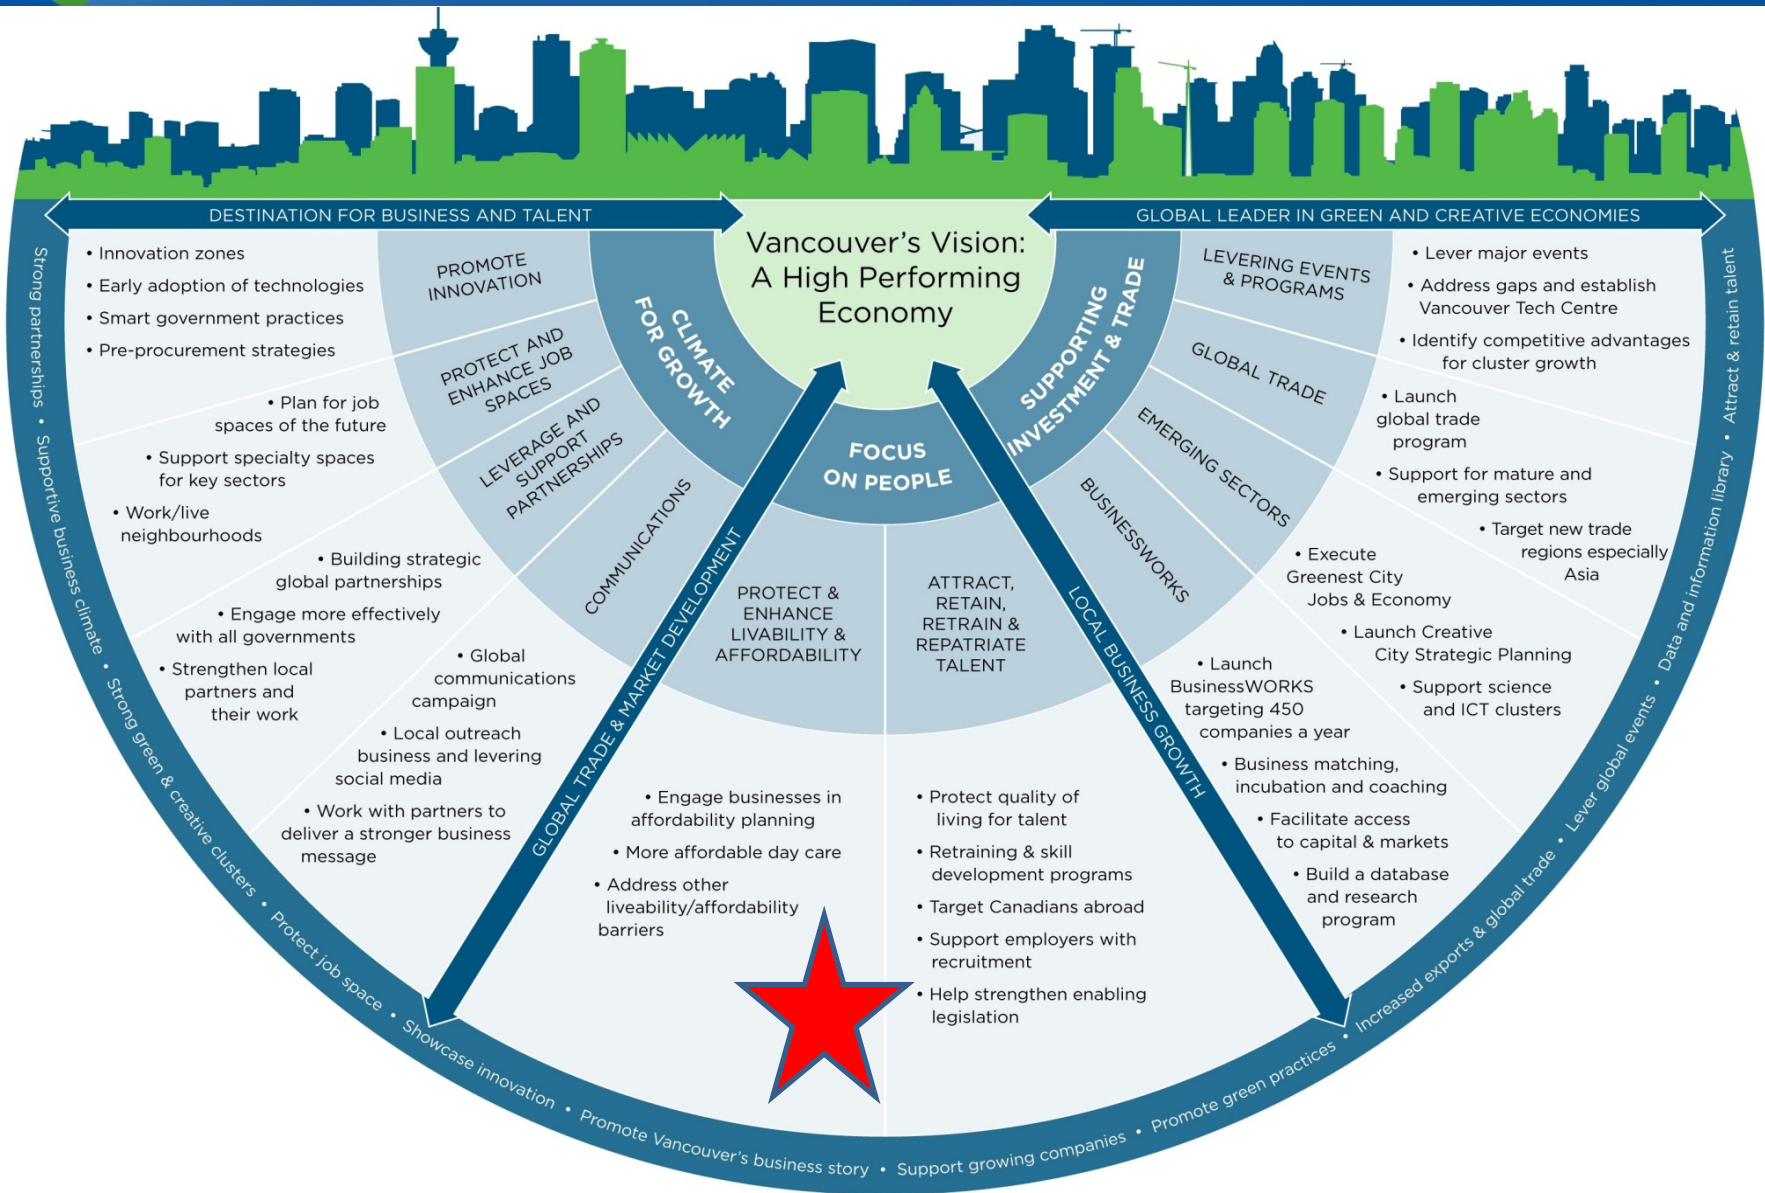 DESTINATION FOR BUSINESS AND TALENT
GLOBAL LEADER IN GREEN AND CREATIVE ECONOMIES
Vancouver's Vision:
A High Performing
Economy
CLIMATE
FOR GROWTH
PROMOTE
INNOVATION
• Innovation zones
• Early adoption of technologies
• Smart government practices
• Pre-procurement strategies
PROTECT AND
ENHANCE JOB
SPACES
• Plan for job
spaces of the future
• Support specialty spaces
for key sectors
• Work/live
neighbourhoods
LEVERAGE AND
SUPPORT
PARTNERSHIPS
• Building strategic
global partnerships
• Engage more effectively
with all governments
• Strengthen local
partners and
their work
COMMUNICATIONS
• Global
communications
campaign
• Local outreach
business and levering
social media
• Work with partners to
deliver a stronger business
message
GLOBAL TRADE & MARKET DEVELOPMENT
FOCUS
ON PEOPLE
PROTECT &
ENHANCE
LIVABILITY &
AFFORDABILITY
• Engage businesses in
affordability planning
• More affordable day care
• Address other
liveability/affordability
barriers
ATTRACT,
RETAIN,
RETRAIN &
REPATRIATE
TALENT
• Protect quality of
living for talent
• Retraining & skill
development programs
• Target Canadians abroad
• Support employers with
recruitment
• Help strengthen enabling
legislation
LOCAL BUSINESS GROWTH
SUPPORTING
INVESTMENT & TRADE
LEVERING EVENTS
& PROGRAMS
• Lever major events
• Address gaps and establish
Vancouver Tech Centre
• Identify competitive advantages
for cluster growth
GLOBAL TRADE
• Launch
global trade
program
• Support for mature and
emerging sectors
• Target new trade
regions especially
Asia
EMERGING SECTORS
• Execute
Greenest City
Jobs & Economy
• Launch Creative
City Strategic Planning
• Support science
and ICT clusters
BUSINESSWORKS
• Launch
BusinessWORKS
targeting 450
companies a year
• Business matching,
incubation and coaching
• Facilitate access
to capital & markets
• Build a database
and research
program
Strong partnerships • Supportive business climate • Strong green & creative clusters • Protect job space • Showcase innovation • Promote Vancouver's business story • Support growing companies • Promote green practices • Increased exports & global trade • Lever global events • Data and information library • Attract & retain talent